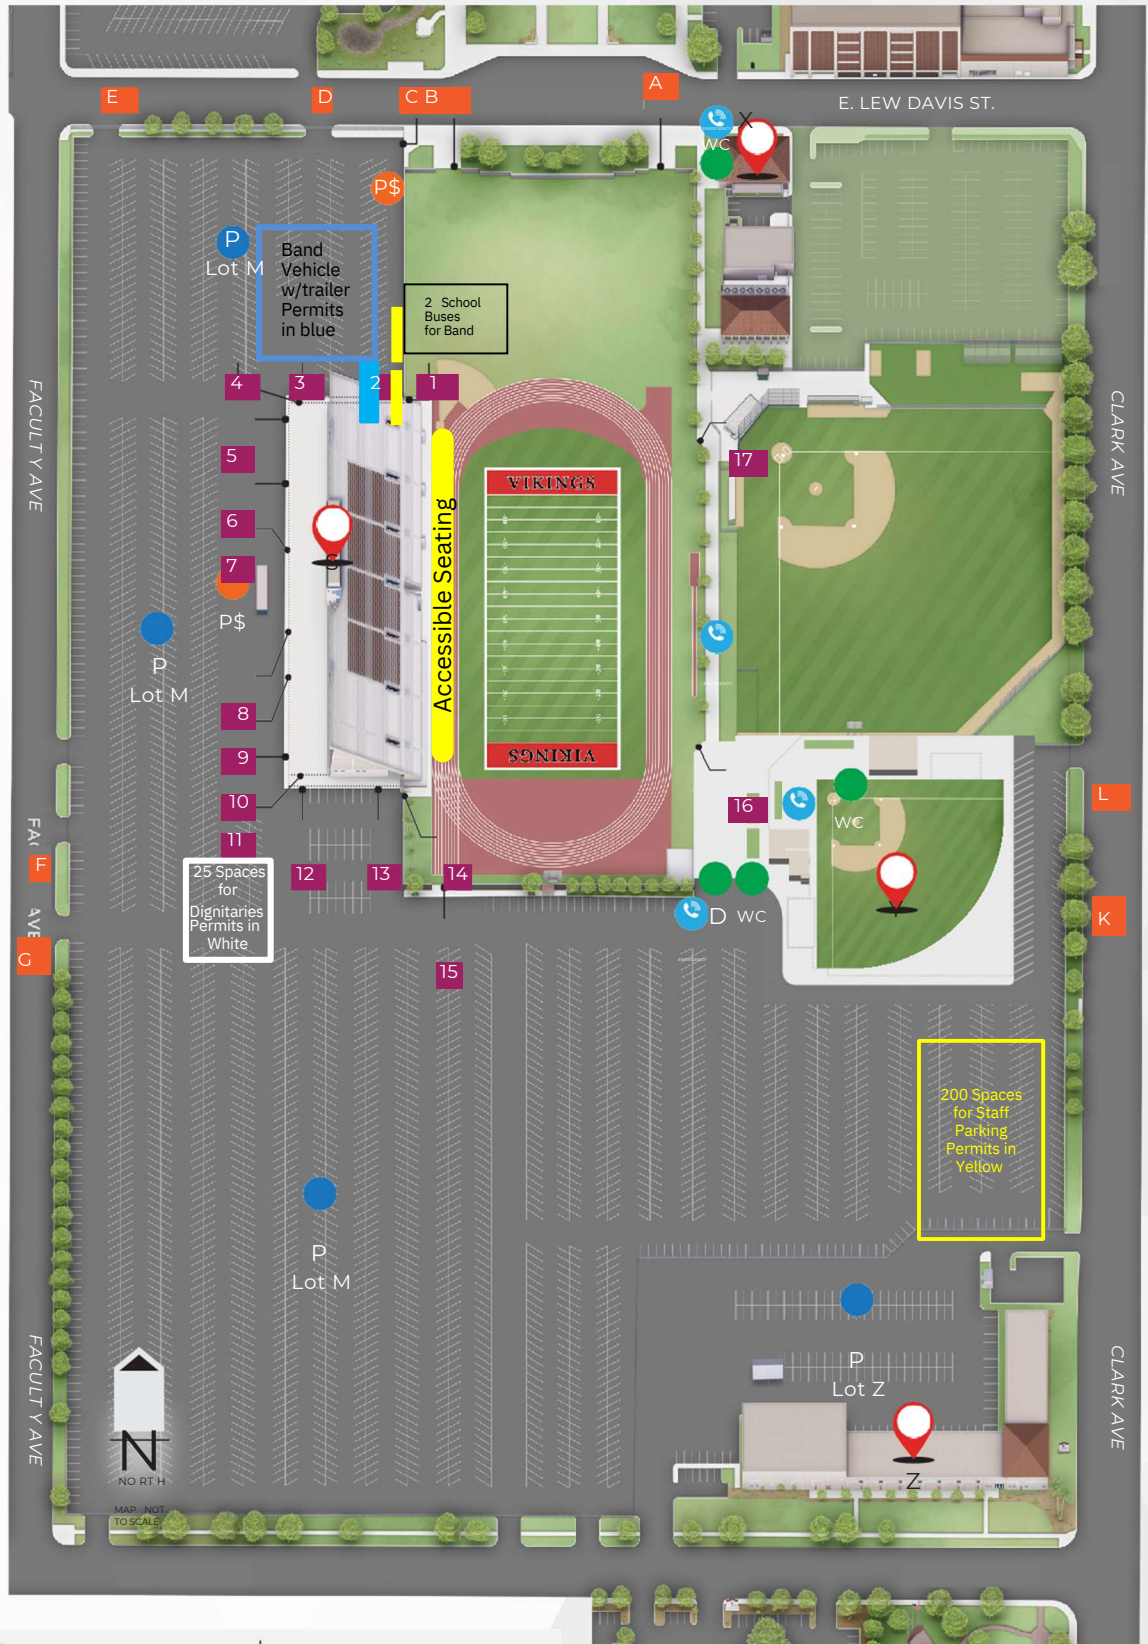 E
D
C B
A
E. LEW DAVIS ST.
X
WC
P$
P
Lot M
Band
Vehicle
w/trailer
Permits
in blue
2 School
Buses
for Band
4
3
2
1
FACULTY AVE
CLARK AVE
5
17
VIKINGS
Accessible Seating
6
S
7
P$
P
Lot M
8
9
VIKINGS
10
16
WC
L
11
F
25 Spaces
for
Dignitaries
Permits in
White
12
13
14
D
WC
K
G
15
200 Spaces
for Staff
Parking
Permits in
Yellow
P
Lot M
P
Lot Z
FACULTY AVE
CLARK AVE
Z
N
NORTH
MAP NOT
TO SCALE